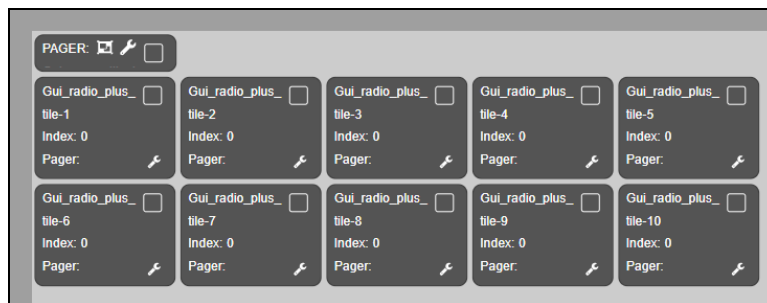 PAGER:
Gui_radio_plus_ Gui_radio_plus_ Gui_radio_plus_ Gui_radio_plus_ Gui_radio_plus_
tile-1 tile-2 tile-3 tile-4 tile-5
Index: 0 Index: 0 Index: 0 Index: 0 Index: 0
Pager: Pager: Pager: Pager: Pager:
Gui_radio_plus_ Gui_radio_plus_ Gui_radio_plus_ Gui_radio_plus_ Gui_radio_plus_
tile-6 tile-7 tile-8 tile-9 tile-10
Index: 0 Index: 0 Index: 0 Index: 0 Index: 0
Pager: Pager: Pager: Pager: Pager: